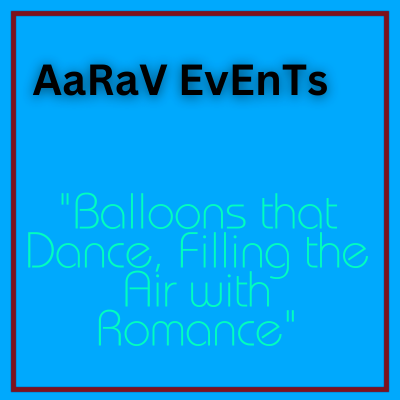 AaRaV EvEnTs
"Balloons that
Dance, Filling the
Air with
Romance"